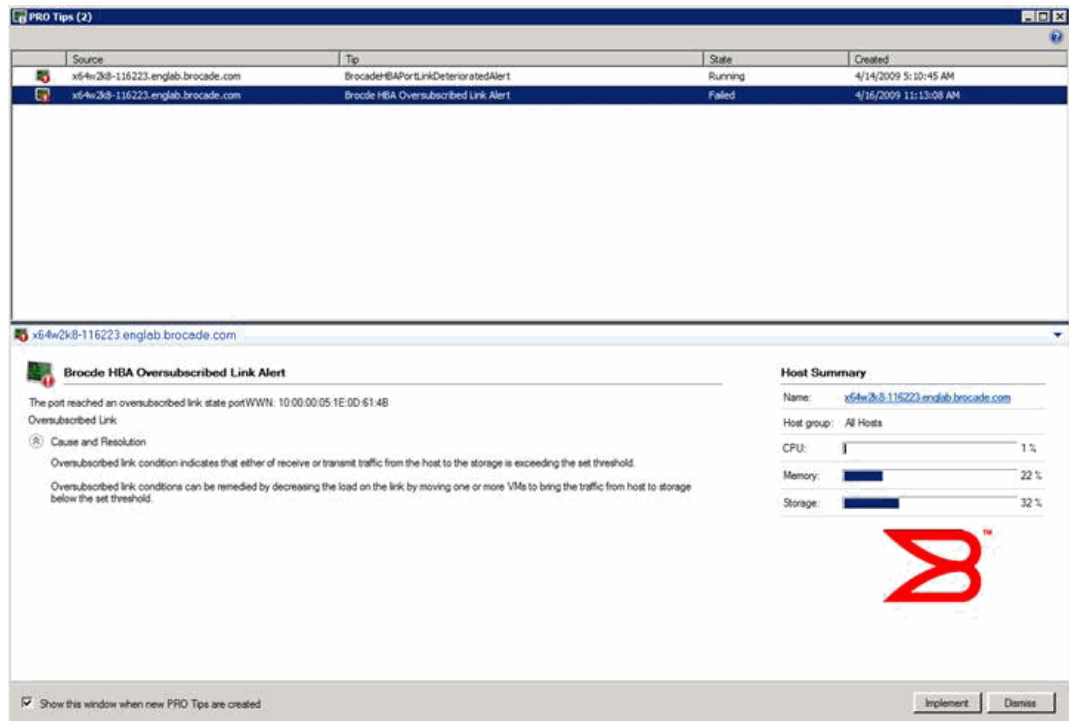 PRO Tips (2)
Source Tip State Created
x64w2k8-116223.englab.brocade.com BrocadeHBAPortLinkDeterioratedAlert Running 4/14/2009 5:10:45 AM
x64w2k8-116223.englab.brocade.com Brocde HBA Oversubscribed Link Alert Failed 4/16/2009 11:13:08 AM
x64w2k8-116223.englab.brocade.com
Brocde HBA Oversubscribed Link Alert
The port reached an oversubscribed link state portWWN: 10:00:00:05:1E:0D:61:4B
Oversubscribed Link
Cause and Resolution
Oversubscribed link condition indicates that either of receive or transmit traffic from the host to the storage is exceeding the set threshold.
Oversubscribed link conditions can be remedied by decreasing the load on the link by moving one or more VMs to bring the traffic from host to storage
below the set threshold.
Host Summary
Name: x64w2k8-116223.englab.brocade.com
Host group: All Hosts
CPU: 1 %
Memory: 22 %
Storage: 32 %
TM
Show this window when new PRO Tips are created
Implement Dismiss